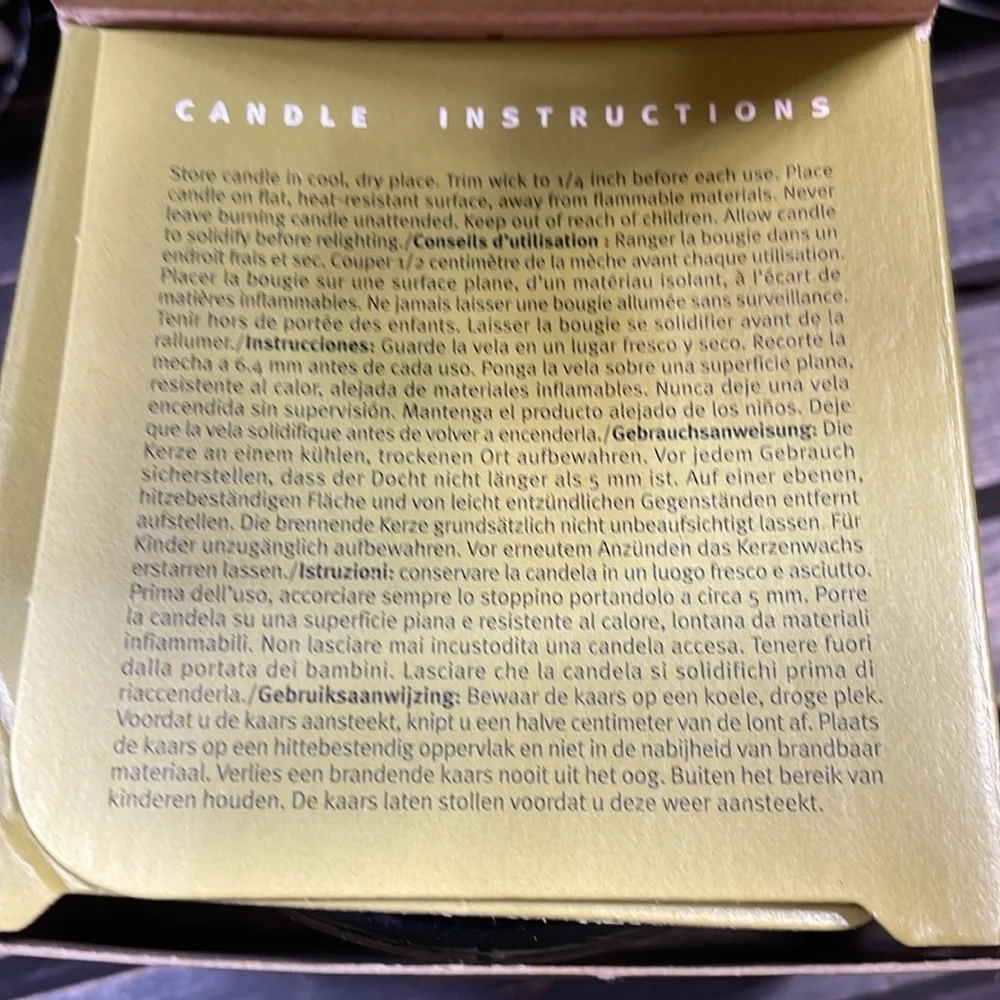 CANDLE INSTRUCTIONS
Store candle in cool, dry place. Trim wick to 1/4 inch before each use. Place
candle on flat, heat-resistant surface, away from flammable materials. Never
leave burning candle unattended. Keep out of reach of children. Allow candle
to solidify before relighting./Conseils d'utilisation : Ranger la bougie dans un
endroit frais et sec. Couper 1/2 centimètre de la mèche avant chaque utilisation.
Placer la bougie sur une surface plane, d'un matériau isolant, à l'écart de
matières inflammables. Ne jamais laisser une bougie allumée sans surveillance.
Tenir hors de portée des enfants. Laisser la bougie se solidifier avant de la
rallumer./Instrucciones: Guarde la vela en un lugar fresco y seco. Recorte la
mecha a 6.4 mm antes de cada uso. Ponga la vela sobre una superficie plana,
resistente al calor, alejada de materiales inflamables. Nunca deje una vela
encendida sin supervisión. Mantenga el producto alejado de los niños. Deje
que la vela solidifique antes de volver a encenderla./Gebrauchsanweisung: Die
Kerze an einem kühlen, trockenen Ort aufbewahren. Vor jedem Gebrauch
sicherstellen, dass der Docht nicht länger als 5 mm ist. Auf einer ebenen,
hitzebeständigen Fläche und von leicht entzündlichen Gegenständen entfernt
aufstellen. Die brennende Kerze grundsätzlich nicht unbeaufsichtigt lassen. Für
Kinder unzugänglich aufbewahren. Vor erneutem Anzünden das Kerzenwachs
erstarren lassen./Istruzioni: conservare la candela in un luogo fresco e asciutto.
Prima dell'uso, accorciare sempre lo stoppino portandolo a circa 5 mm. Porre
la candela su una superficie piana e resistente al calore, lontana da materiali
infiammabili. Non lasciare mai incustodita una candela accesa. Tenere fuori
dalla portata dei bambini. Lasciare che la candela si solidifichi prima di
riaccenderla./Gebruiksaanwijzing: Bewaar de kaars op een koele, droge plek.
Voordat u de kaars aansteekt, knipt u een halve centimeter van de lont af. Plaats
de kaars op een hittebestendig oppervlak en niet in de nabijheid van brandbaar
materiaal. Verlies een brandende kaars nooit uit het oog. Buiten het bereik van
kinderen houden. De kaars laten stollen voordat u deze weer aansteekt.